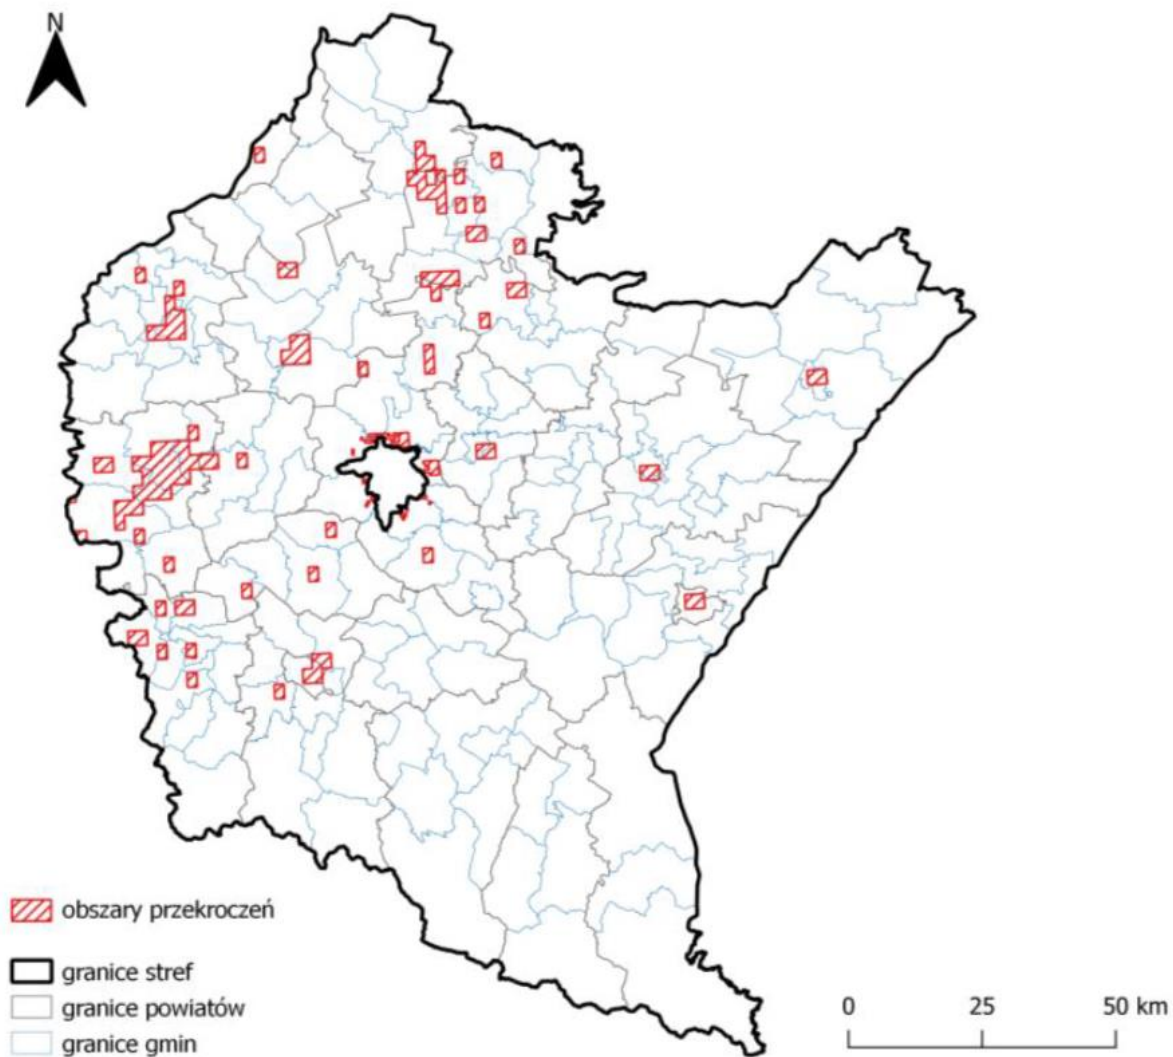 N
obszary przekroczeń
granice stref
granice powiatów
granice gmin
0 25 50 km